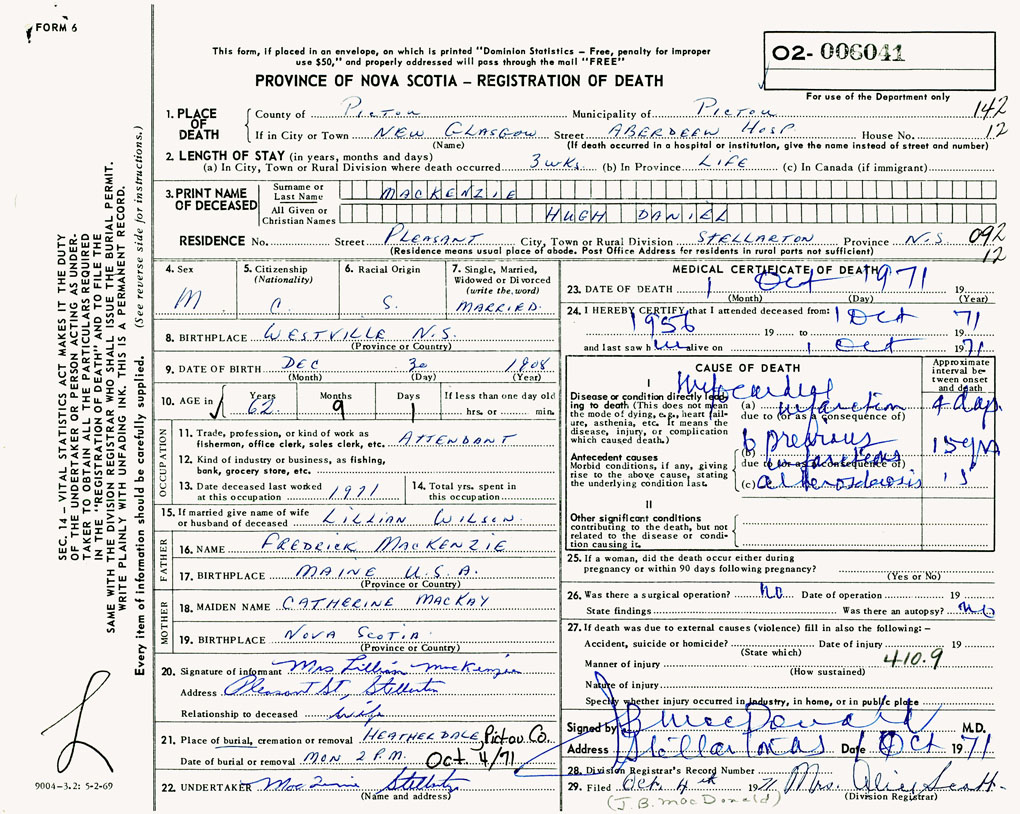 FORM 6
This form, if placed in an envelope, on which is printed "Dominion Statistics – Free, penalty for improper
use $50," and properly addressed will pass through the mail "FREE"
PROVINCE OF NOVA SCOTIA – REGISTRATION OF DEATH
O2- 006041
For use of the Department only
1. PLACE OF DEATH
County of Pictou Municipality of Pictou 142
If in City or Town New Glasgow Street Aberdeen Hosp House No. 12
(Name) (If death occurred in a hospital or institution, give the name instead of street and number)
2. LENGTH OF STAY (in years, months and days)
(a) In City, Town or Rural Division where death occurred 3 wks. (b) In Province LIFE (c) In Canada (if immigrant)
3. PRINT NAME OF DECEASED
Surname or Last Name MACKENZIE
All Given or Christian Names HUGH DANIEL
RESIDENCE No. Street PLEASANT City, Town or Rural Division STELLARTON Province N.S. 092
(Residence means usual place of abode. Post Office Address for residents in rural parts not sufficient) 12
4. Sex
M
5. Citizenship
(Nationality)
C.
6. Racial Origin
S.
7. Single, Married,
Widowed or Divorced
(write the word)
MARRIED.
8. BIRTHPLACE WESTVILLE N.S.
(Province or Country)
9. DATE OF BIRTH DEC 30 1908
(Month) (Day) (Year)
10. AGE in
Years Months Days If less than one day
62 9 1 hrs. or min.
OCCUPATION
11. Trade, profession, or kind of work as
fishermen, office clerk, sales clerk, etc. ATTENDANT
12. Kind of industry or business, as fishing,
bank, grocery store, etc.
13. Date deceased last worked
at this occupation 1971
14. Total yrs. spent in
this occupation
15. If married give name of wife
or husband of deceased LILLIAN WILSON
FATHER
16. NAME FREDRICK MACKENZIE
17. BIRTHPLACE MAINE U.S.A.
(Province or Country)
MOTHER
18. MAIDEN NAME CATHERINE MACKAY
19. BIRTHPLACE NOVA SCOTIA
(Province or Country)
20. Signature of informant Mrs Lillian MacKenzie
Address Pleasant St, Stellarton
Relationship to deceased Wife
21. Place of burial, cremation or removal HEATHERDALE, Pictou Co.
Date of burial or removal MON 2 P.M. Oct 4/71
22. UNDERTAKER Stellarton
(Name and address)
MEDICAL CERTIFICATE OF DEATH
23. DATE OF DEATH 1 Oct 1971 19
(Month) (Day) (Year)
24. I HEREBY CERTIFY that I attended deceased from: 1 Oct 71
1956 19 to 19
and last saw him alive on 1 Oct 1971
CAUSE OF DEATH
Approximate
interval be-
tween onset
and death
I
Disease or condition directly lead-
ing to death (This does not mean
the mode of dying, e.g., heart fail-
ure, asthenia, etc. It means the
disease, injury, or complication
which caused death.)
Myocardial
(a) infarction 4 days
due to (or as a consequence of)
Antecedent causes
Morbid conditions, if any, giving
rise to the above cause, stating
the underlying condition last.
b previous 15 yrs
(b) infarctions
due to (or as a consequence of)
(c) atherosclerosis 15
II
Other significant conditions
contributing to the death, but not
related to the disease or condi-
tion causing it.
25. If a woman, did the death occur either during
pregnancy or within 90 days following pregnancy?
(Yes or No)
26. Was there a surgical operation? no Date of operation 19
State findings Was there an autopsy? no
27. If death was due to external causes (violence) fill in also the following: –
Accident, suicide or homicide? Date of injury 19
(State which)
Manner of injury 410.9
(How sustained)
Nature of injury
Specify whether injury occurred in industry, in home, or in public place
Signed by JB MacDonald M.D.
Address Stellarton NS Date 1 Oct 1971
28. Division Registrar's Record Number
29. Filed Oct. 4th 1971 Mrs. Alice Scott
(J. B. MacDonald) (Division Registrar)
SEC. 14 – VITAL STATISTICS ACT MAKES IT THE DUTY
OF THE UNDERTAKER OR PERSON ACTING AS UNDER-
TAKER TO OBTAIN ALL THE PARTICULARS REQUIRED
IN THE "REGISTRATION OF DEATH" AND TO FILE THE
SAME WITH THE DIVISION REGISTRAR WHO SHALL ISSUE THE BURIAL PERMIT.
WRITE PLAINLY WITH UNFADING INK. THIS IS A PERMANENT RECORD.
Every item of information should be carefully supplied. (See reverse side for instructions.)
9004-3.2: 5-2-69